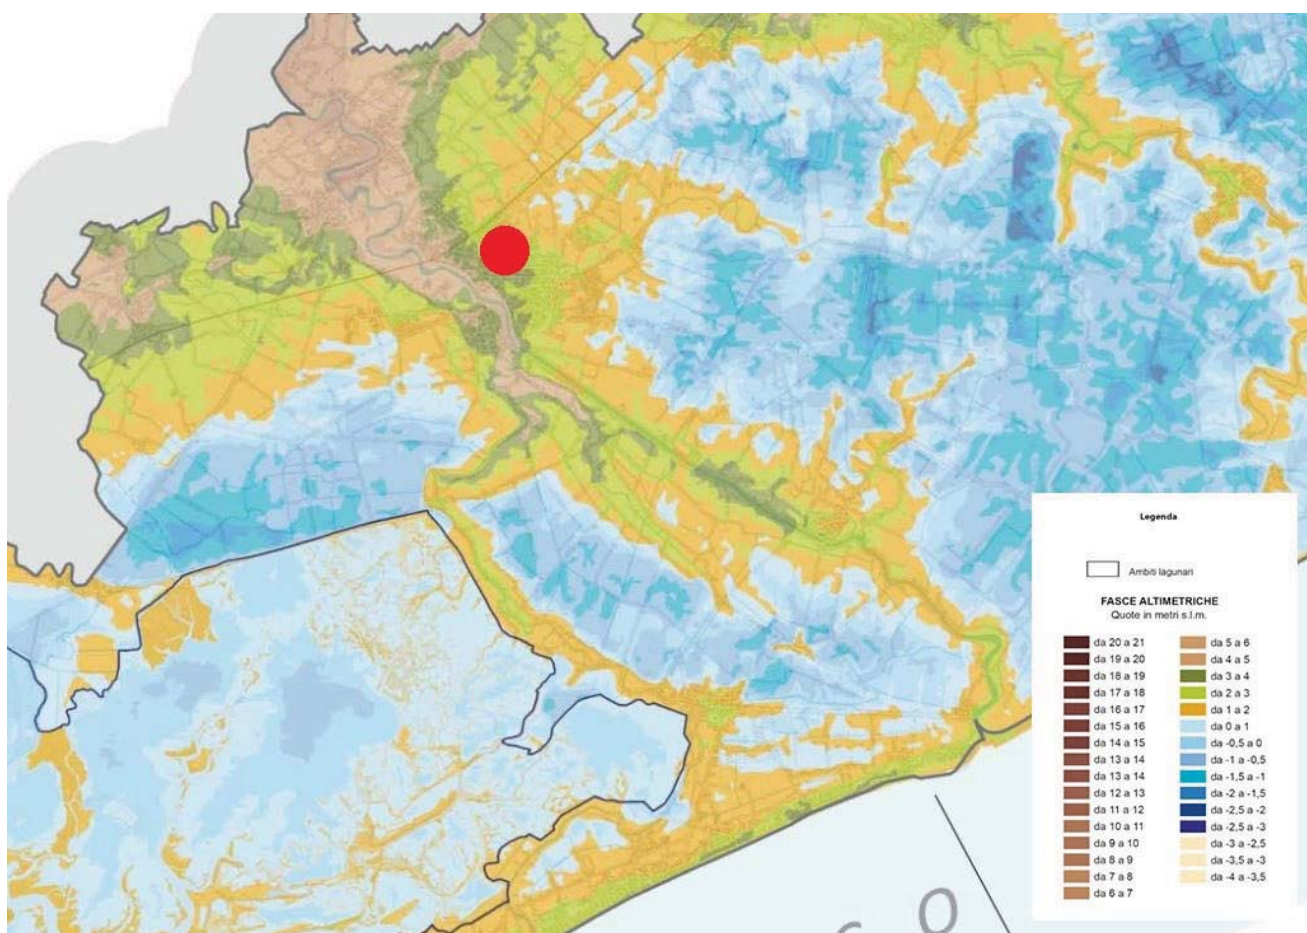 Legenda
Ambiti lagunari
FASCE ALTIMETRICHE
Quote in metri s.l.m.
da 20 a 21
da 19 a 20
da 18 a 19
da 17 a 18
da 16 a 17
da 15 a 16
da 14 a 15
da 13 a 14
da 13 a 14
da 12 a 13
da 11 a 12
da 10 a 11
da 9 a 10
da 8 a 9
da 7 a 8
da 6 a 7
da 5 a 6
da 4 a 5
da 3 a 4
da 2 a 3
da 1 a 2
da 0 a 1
da -0,5 a 0
da -1 a -0,5
da -1,5 a -1
da -2 a -1,5
da -2,5 a -2
da -2,5 a -3
da -3 a -2,5
da -3,5 a -3
da -4 a -3,5
o